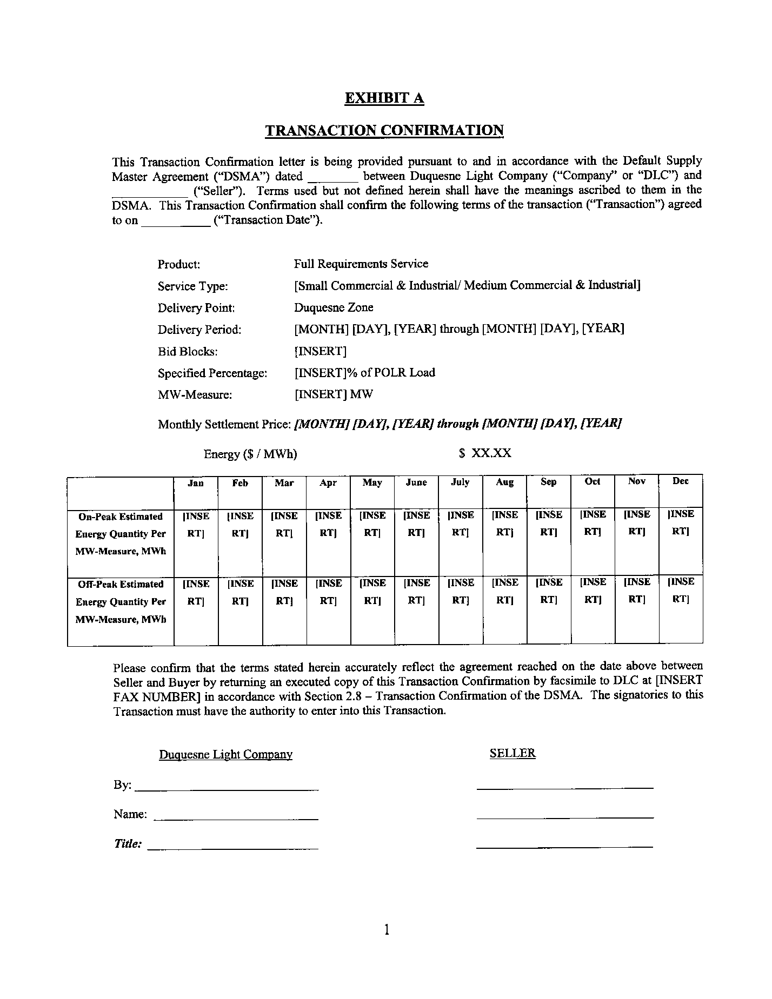 EXHIBIT A
TRANSACTION CONFIRMATION
This Transaction Confirmation letter is being provided pursuant to and in accordance with the Default Supply
Master Agreement (“DSMA”) dated ________ between Duquesne Light Company (“Company” or “DLC”) and
____________ (“Seller”). Terms used but not defined herein shall have the meanings ascribed to them in the
DSMA. This Transaction Confirmation shall confirm the following terms of the transaction (“Transaction”) agreed
to on ___________ (“Transaction Date”).
Product: Full Requirements Service
Service Type: [Small Commercial & Industrial/ Medium Commercial & Industrial]
Delivery Point: Duquesne Zone
Delivery Period: [MONTH] [DAY], [YEAR] through [MONTH] [DAY], [YEAR]
Bid Blocks: [INSERT]
Specified Percentage: [INSERT]% of POLR Load
MW-Measure: [INSERT] MW
Monthly Settlement Price: [MONTH] [DAY], [YEAR] through [MONTH] [DAY], [YEAR]
Energy ($ / MWh) $ XX.XX
Jan Feb Mar Apr May June July Aug Sep Oct Nov Dec
On-Peak Estimated [INSE [INSE [INSE [INSE [INSE [INSE [INSE [INSE [INSE [INSE [INSE [INSE
Energy Quantity Per RT] RT] RT] RT] RT] RT] RT] RT] RT] RT] RT] RT]
MW-Measure, MWh
Off-Peak Estimated [INSE [INSE [INSE [INSE [INSE [INSE [INSE [INSE [INSE [INSE [INSE [INSE
Energy Quantity Per RT] RT] RT] RT] RT] RT] RT] RT] RT] RT] RT] RT]
MW-Measure, MWh
Please confirm that the terms stated herein accurately reflect the agreement reached on the date above between
Seller and Buyer by returning an executed copy of this Transaction Confirmation by facsimile to DLC at [INSERT
FAX NUMBER] in accordance with Section 2.8 – Transaction Confirmation of the DSMA. The signatories to this
Transaction must have the authority to enter into this Transaction.
Duquesne Light Company SELLER
By: ____________________ ____________________
Name: ____________________ ____________________
Title: ____________________ ____________________
1